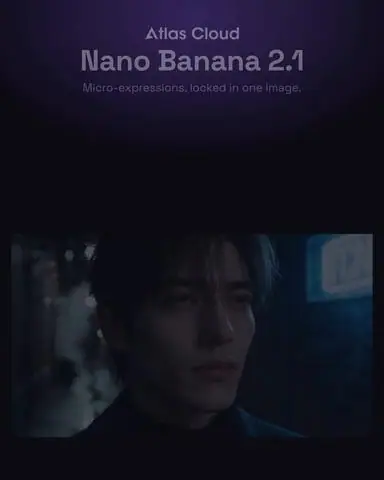 Atlas Cloud
Nano Banana 2.1
Micro-expressions, locked in one image.